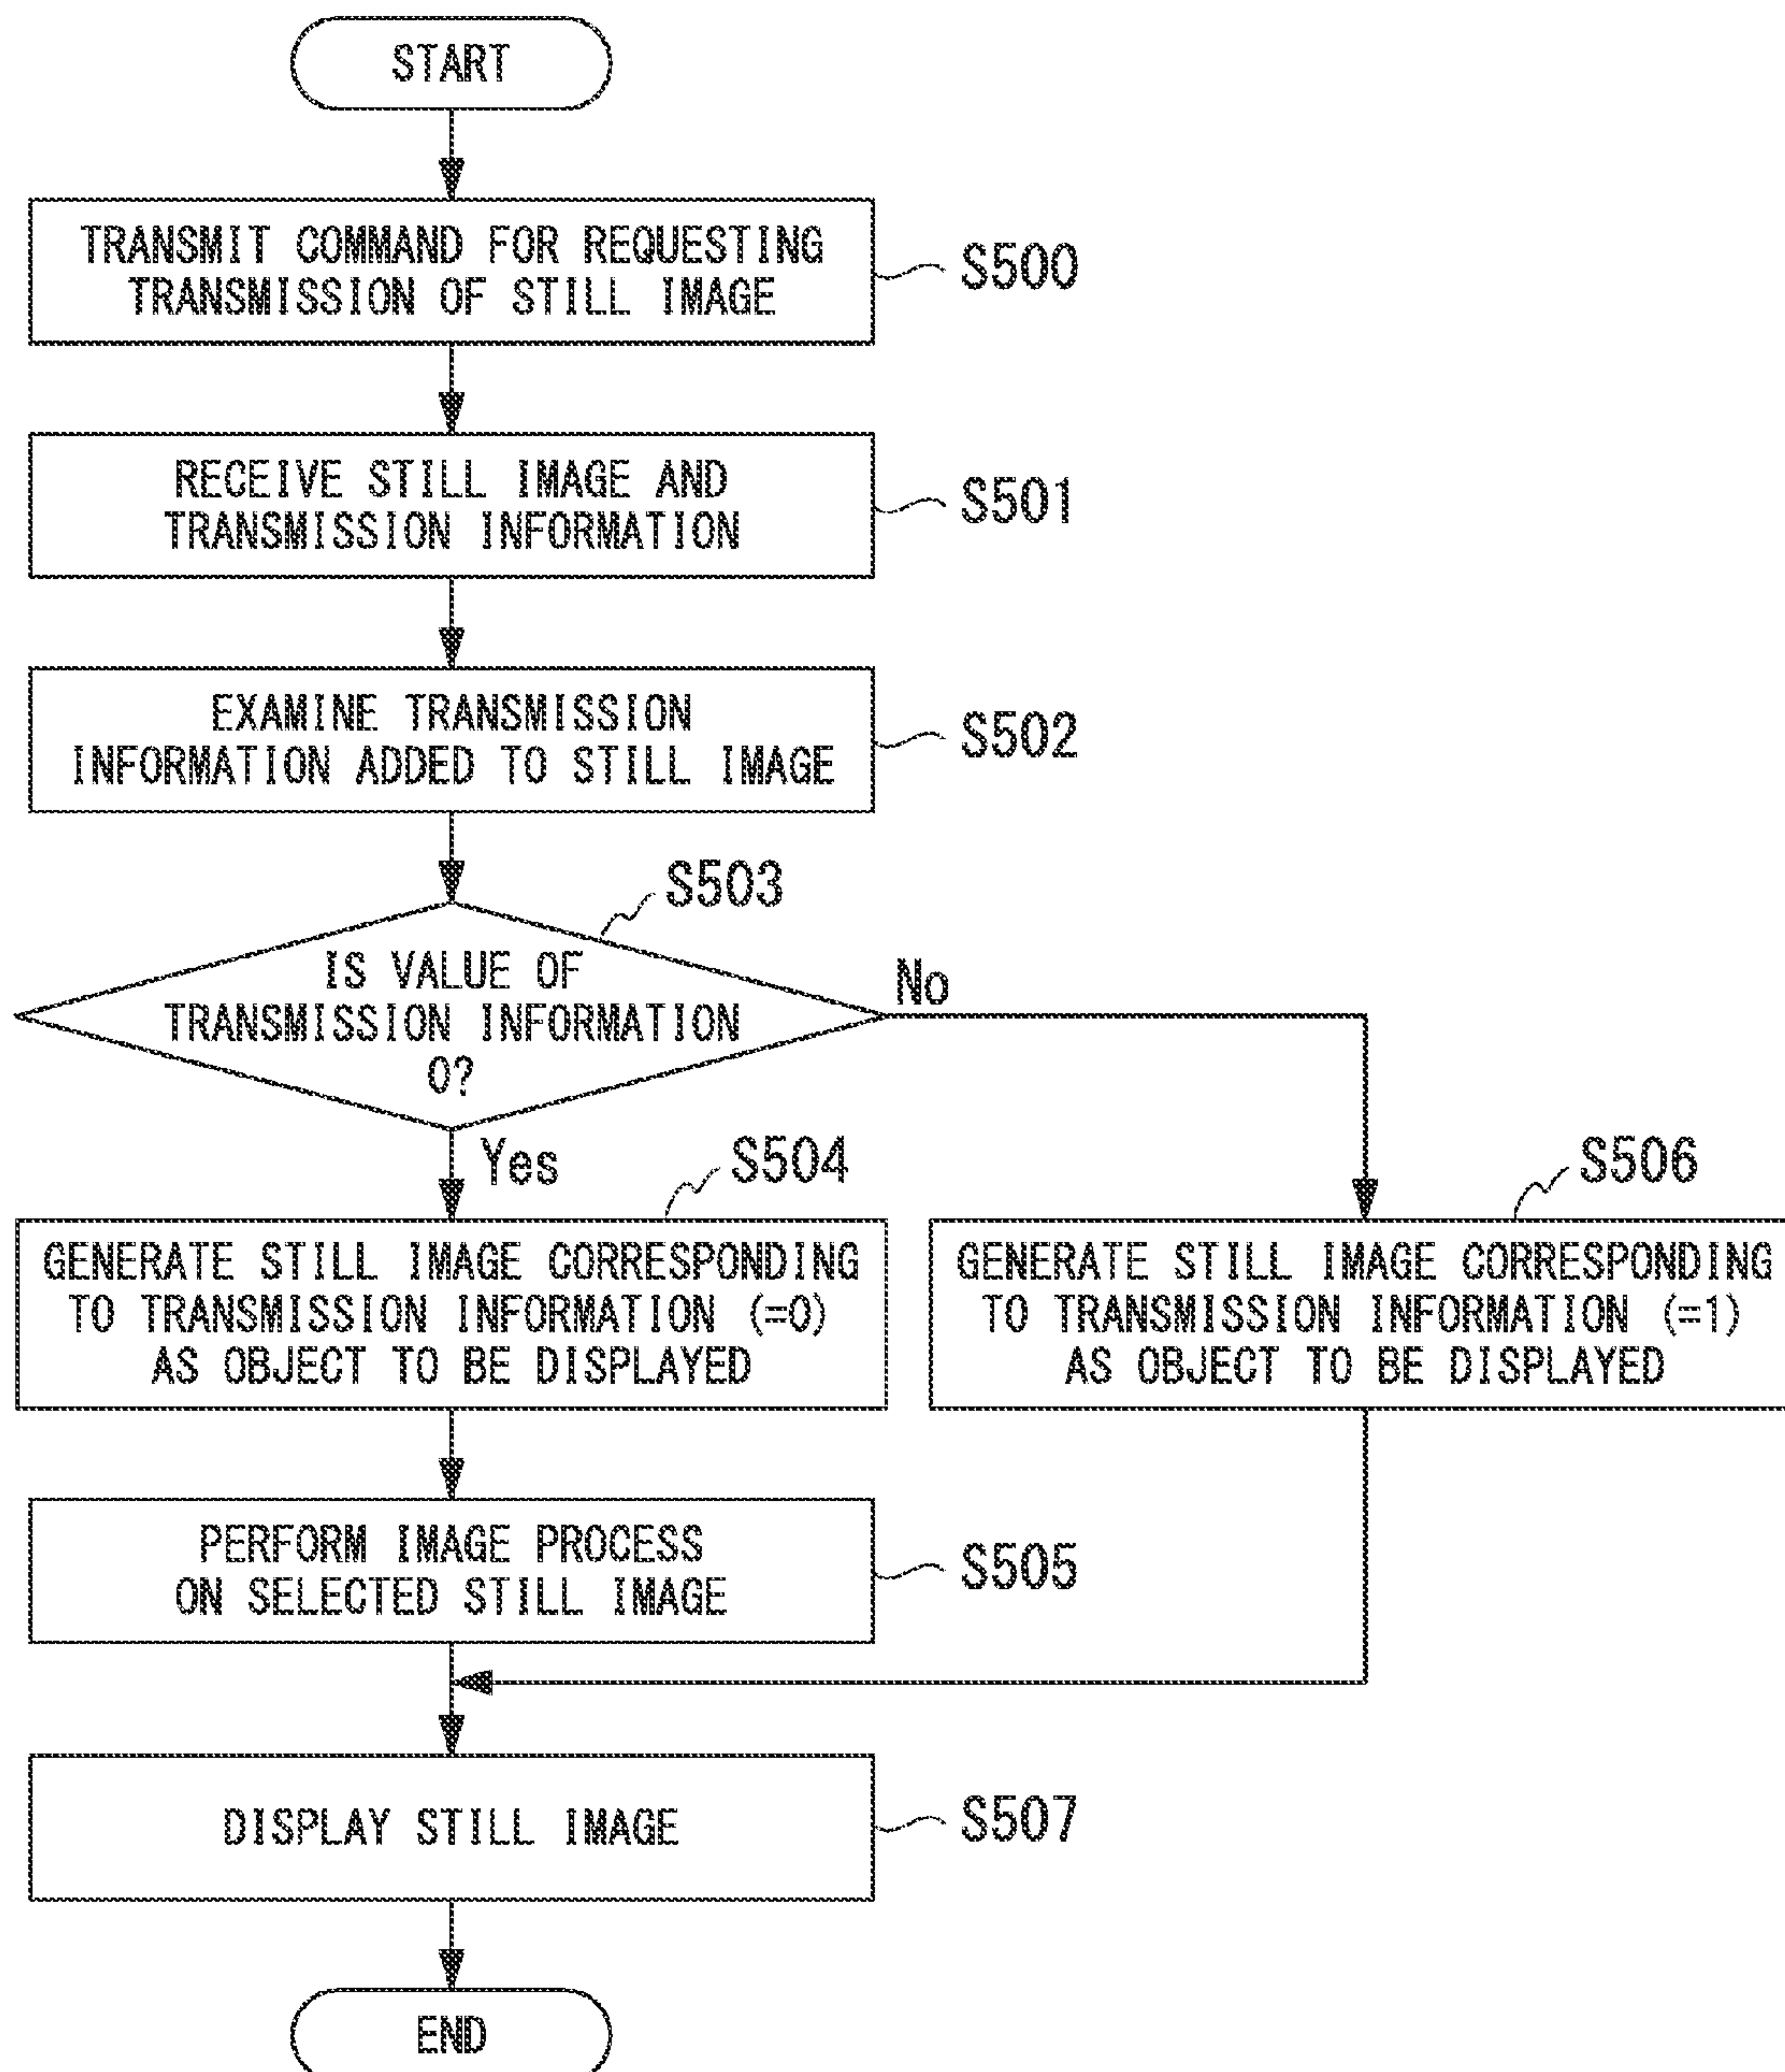 START
TRANSMIT COMMAND FOR REQUESTING
TRANSMISSION OF STILL IMAGE
S500
RECEIVE STILL IMAGE AND
TRANSMISSION INFORMATION
S501
EXAMINE TRANSMISSION
INFORMATION ADDED TO STILL IMAGE
S502
S503
IS VALUE OF
TRANSMISSION INFORMATION
0?
No
Yes
S504
GENERATE STILL IMAGE CORRESPONDING
TO TRANSMISSION INFORMATION (=0)
AS OBJECT TO BE DISPLAYED
S506
GENERATE STILL IMAGE CORRESPONDING
TO TRANSMISSION INFORMATION (=1)
AS OBJECT TO BE DISPLAYED
PERFORM IMAGE PROCESS
ON SELECTED STILL IMAGE
S505
DISPLAY STILL IMAGE
S507
END